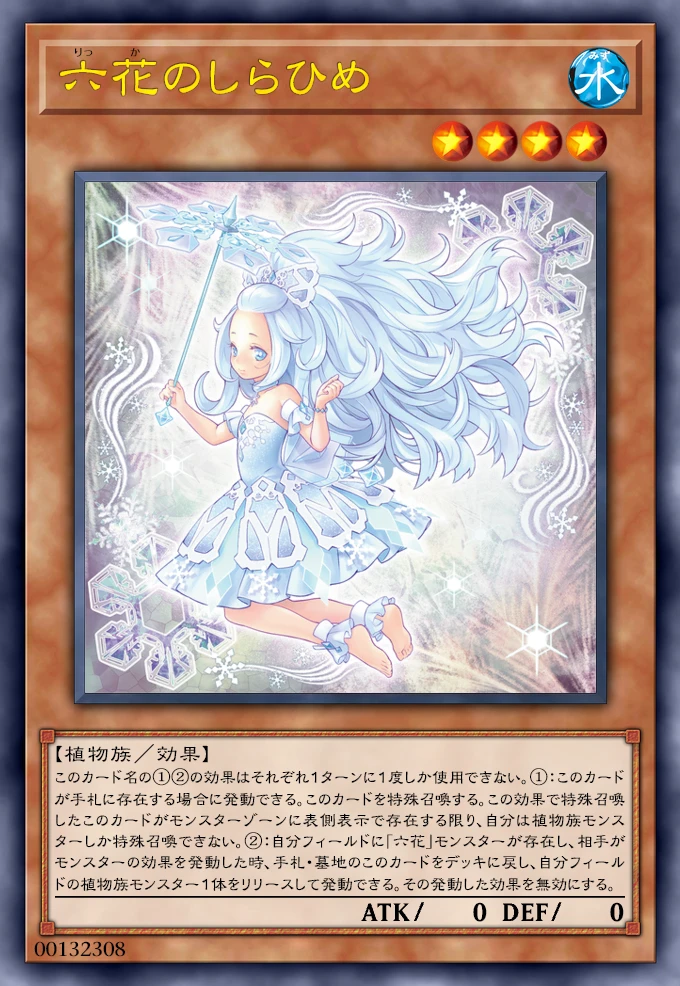 りっか
六花のしらひめ
みず
水
【植物族／効果】
このカード名の①②の効果はそれぞれ1ターンに1度しか使用できない。①:このカード
が手札に存在する場合に発動できる。このカードを特殊召喚する。この効果で特殊召喚
したこのカードがモンスターゾーンに表側表示で存在する限り、自分は植物族モンス
ターしか特殊召喚できない。②:自分フィールドに「六花」モンスターが存在し、相手が
モンスターの効果を発動した時、手札・墓地のこのカードをデッキに戻し、自分フィール
ドの植物族モンスター1体をリリースして発動できる。その発動した効果を無効にする。
ATK/ 0 DEF/ 0
00132308